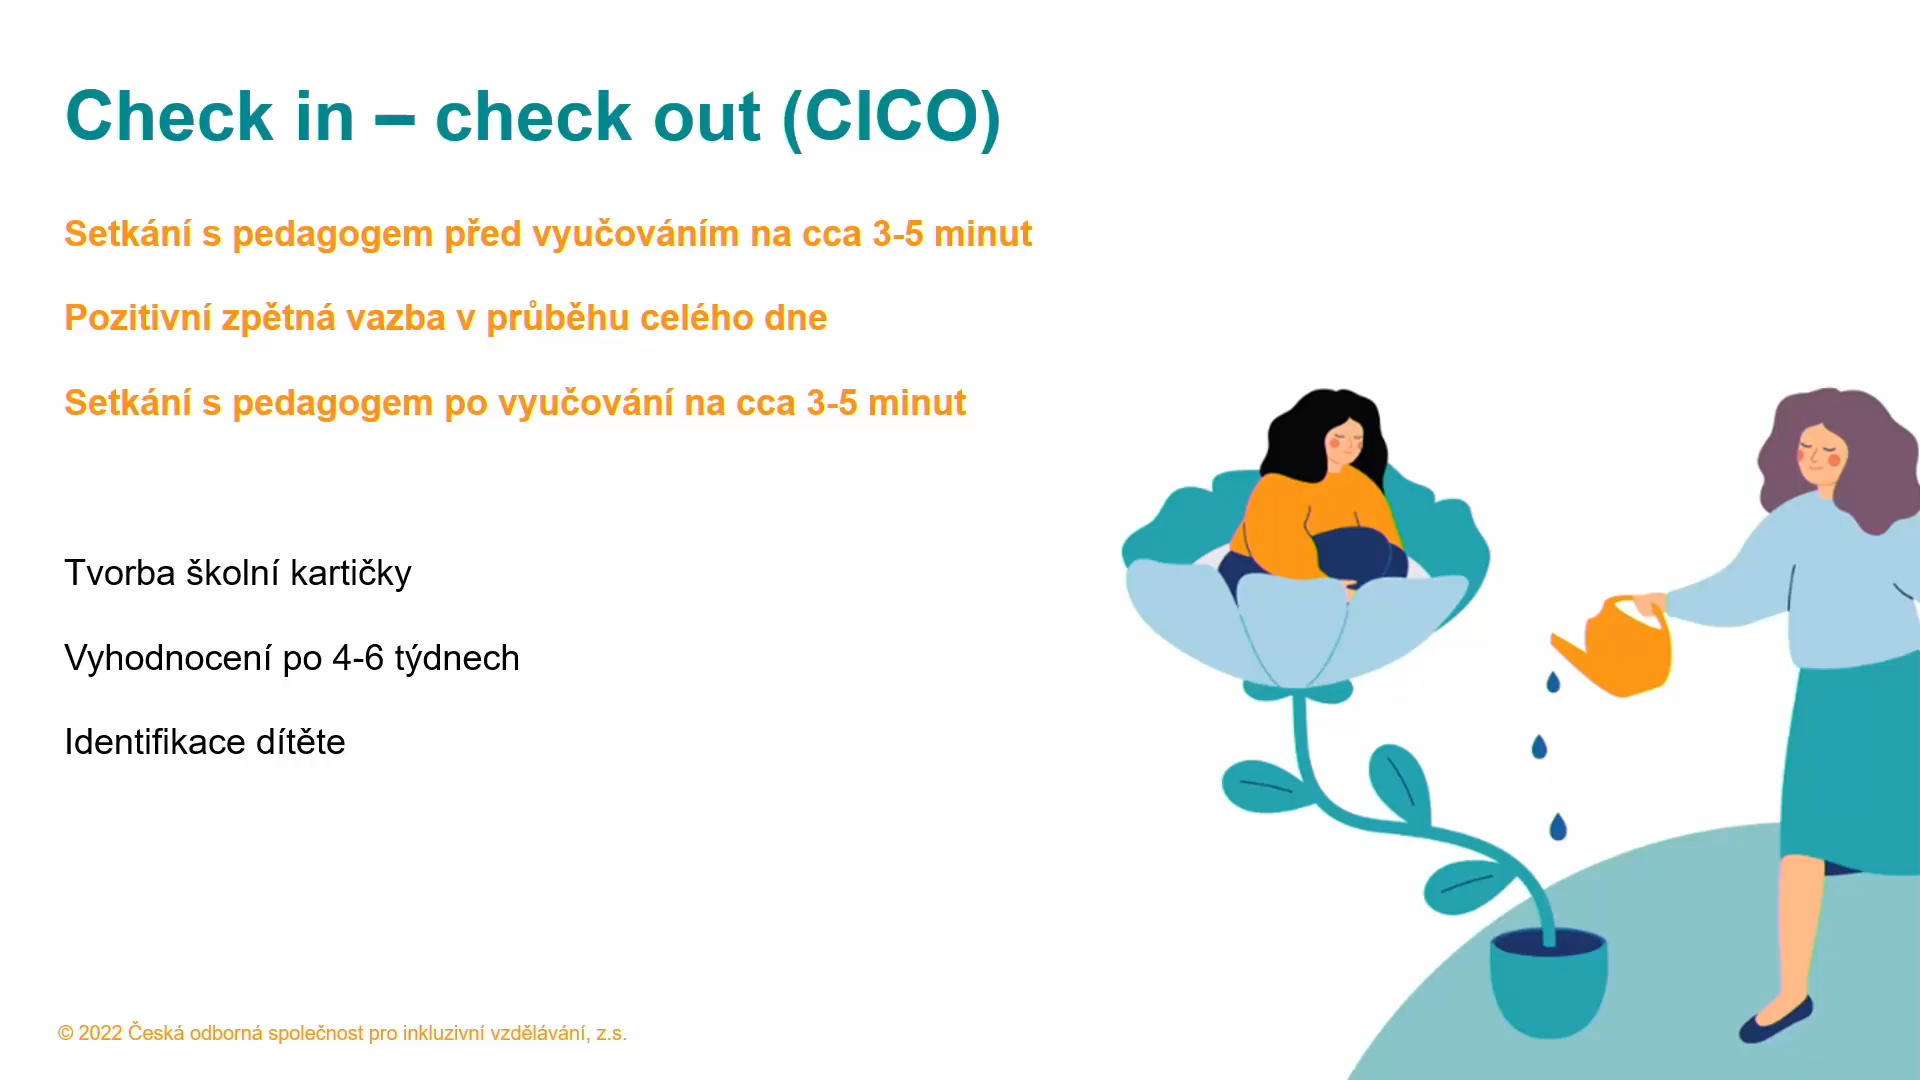 Check in – check out (CICO)
Setkání s pedagogem před vyučováním na cca 3-5 minut
Pozitivní zpětná vazba v průběhu celého dne
Setkání s pedagogem po vyučování na cca 3-5 minut
Tvorba školní kartičky
Vyhodnocení po 4-6 týdnech
Identifikace dítěte
© 2022 Česká odborná společnost pro inkluzivní vzdělávání, z.s.